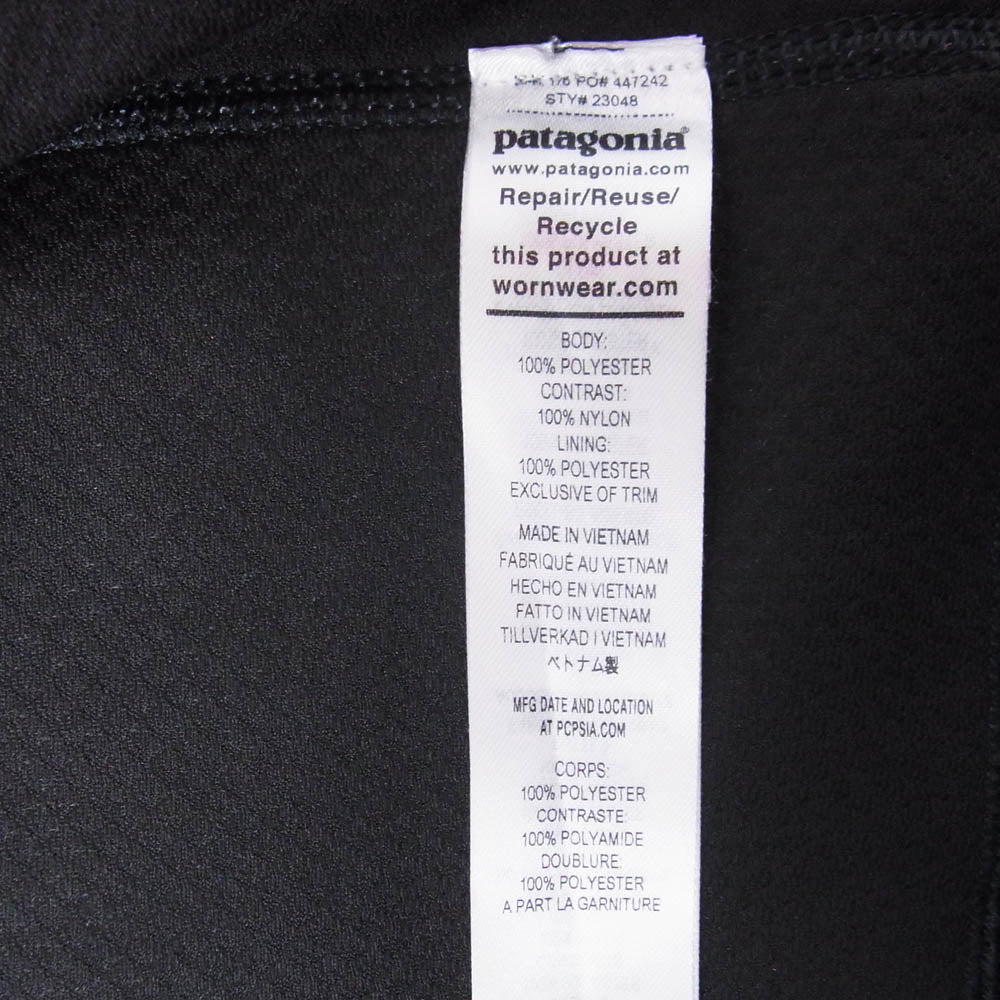 PO# 447242
STY# 23048
patagonia®
www.patagonia.com
Repair/Reuse/
Recycle
this product at
wornwear.com
BODY:
100% POLYESTER
CONTRAST:
100% NYLON
LINING:
100% POLYESTER
EXCLUSIVE OF TRIM
MADE IN VIETNAM
FABRIQUÉ AU VIETNAM
HECHO EN VIETNAM
FATTO IN VIETNAM
TILLVERKAD I VIETNAM
ベトナム製
MFG DATE AND LOCATION
AT PCPSIA.COM
CORPS:
100% POLYESTER
CONTRASTE:
100% POLYAMIDE
DOUBLURE:
100% POLYESTER
A PART LA GARNITURE